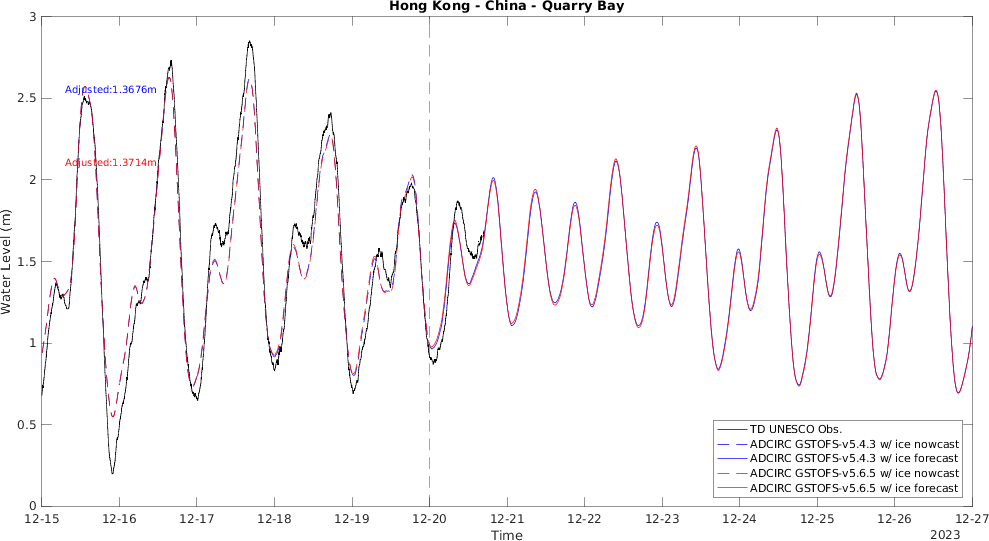 Hong Kong - China - Quarry Bay
3
2.5
2
1.5
1
0.5
0
Water Level (m)
Adjusted:1.3676m
Adjusted:1.3714m
TD UNESCO Obs.
ADCIRC GSTOFS-v5.4.3 w/ ice nowcast
ADCIRC GSTOFS-v5.4.3 w/ ice forecast
ADCIRC GSTOFS-v5.6.5 w/ ice nowcast
ADCIRC GSTOFS-v5.6.5 w/ ice forecast
12-15 12-16 12-17 12-18 12-19 12-20 12-21 12-22 12-23 12-24 12-25 12-26 12-27
Time
2023